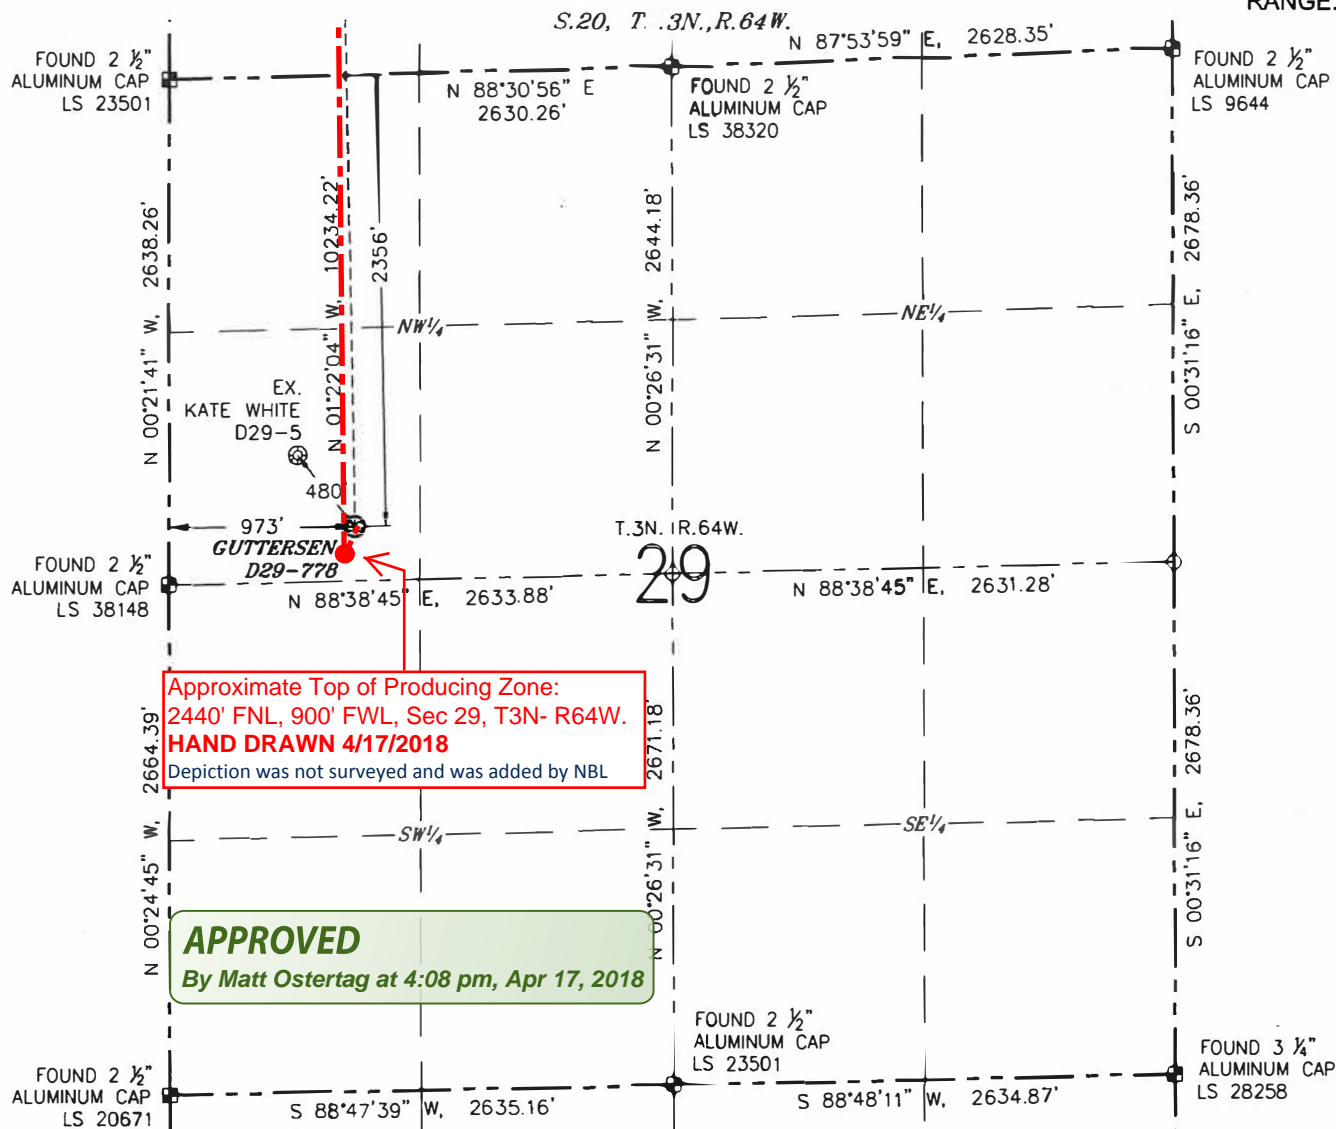 RANGE:
S.20, T. .3N.,R.64W.
N 87°53'59" E, 2628.35'
FOUND 2 ½"
ALUMINUM CAP
LS 23501
N 88°30'56" E
2630.26'
FOUND 2 ½"
ALUMINUM CAP
LS 38320
FOUND 2 ½"
ALUMINUM CAP
LS 9644
N 00°21'41" W, 2638.26'
N 01°22'04" W, 10234.22'
2356'
N 00°26'31" W, 2644.18'
S 00°31'16" E, 2678.36'
NW¼
NE¼
EX.
KATE WHITE
D29-5
480'
973'
GUTTERSEN
D29-778
T.3N. R.64W.
29
FOUND 2 ½"
ALUMINUM CAP
LS 38148
N 88°38'45" E, 2633.88'
N 88°38'45" E, 2631.28'
Approximate Top of Producing Zone:
2440' FNL, 900' FWL, Sec 29, T3N- R64W.
HAND DRAWN 4/17/2018
Depiction was not surveyed and was added by NBL
N 00°24'45" W, 2664.39'
N 00°26'31" W, 2671.18'
S 00°31'16" E, 2678.36'
SW¼
SE¼
APPROVED
By Matt Ostertag at 4:08 pm, Apr 17, 2018
FOUND 2 ½"
ALUMINUM CAP
LS 23501
FOUND 3 ¼"
ALUMINUM CAP
LS 28258
FOUND 2 ½"
ALUMINUM CAP
LS 20671
S 88°47'39" W, 2635.16'
S 88°48'11" W, 2634.87'